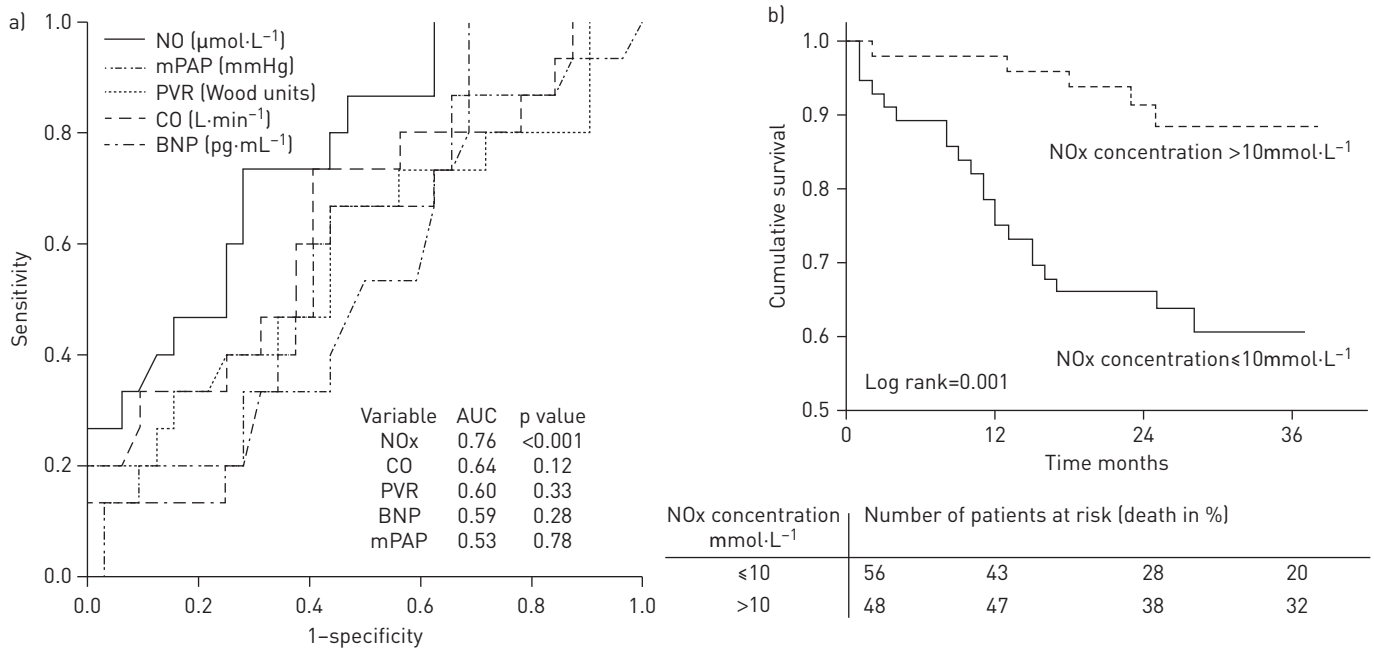 a)
1.0
0.8
0.6
0.4
0.2
0.0
Sensitivity
NO (μmol·L⁻¹)
mPAP (mmHg)
PVR (Wood units)
CO (L·min⁻¹)
BNP (pg·mL⁻¹)
Variable AUC p value
NOx 0.76 <0.001
CO 0.64 0.12
PVR 0.60 0.33
BNP 0.59 0.28
mPAP 0.53 0.78
0.0 0.2 0.4 0.6 0.8 1.0
1–specificity
b)
1.0
0.9
0.8
0.7
0.6
0.5
Cumulative survival
NOx concentration >10mmol·L⁻¹
NOx concentration⩽10mmol·L⁻¹
Log rank=0.001
0 12 24 36
Time months
NOx concentration Number of patients at risk (death in %)
mmol·L⁻¹
⩽10 56 43 28 20
>10 48 47 38 32